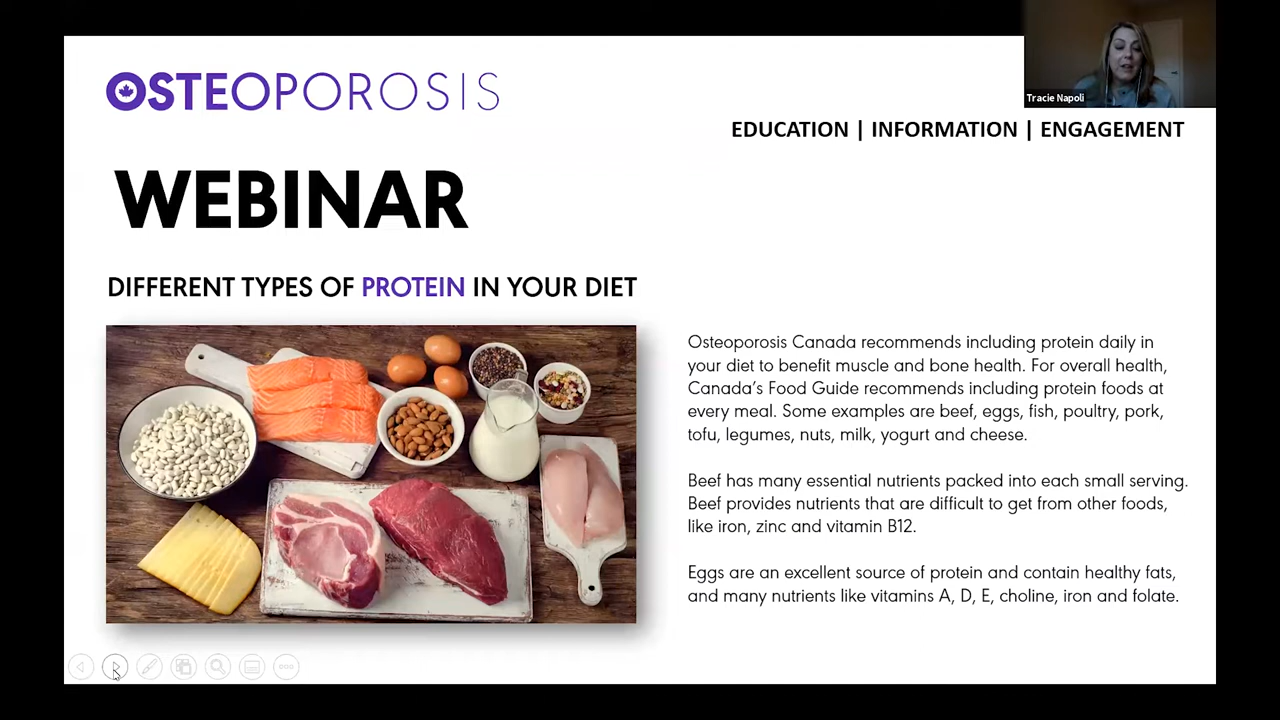 OSTEOPOROSIS
Tracie Napoli
EDUCATION | INFORMATION | ENGAGEMENT
WEBINAR
DIFFERENT TYPES OF PROTEIN IN YOUR DIET
Osteoporosis Canada recommends including protein daily in
your diet to benefit muscle and bone health. For overall health,
Canada's Food Guide recommends including protein foods at
every meal. Some examples are beef, eggs, fish, poultry, pork,
tofu, legumes, nuts, milk, yogurt and cheese.
Beef has many essential nutrients packed into each small serving.
Beef provides nutrients that are difficult to get from other foods,
like iron, zinc and vitamin B12.
Eggs are an excellent source of protein and contain healthy fats,
and many nutrients like vitamins A, D, E, choline, iron and folate.